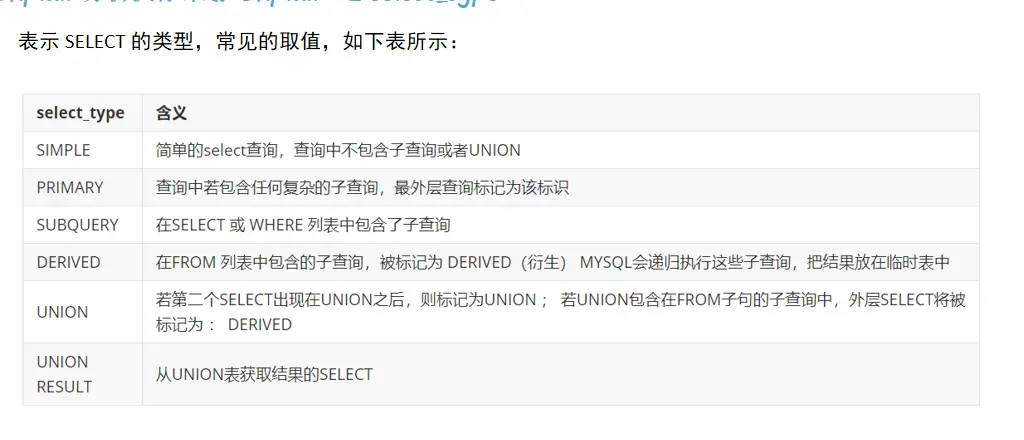 表示 SELECT 的类型，常见的取值，如下表所示：
select_type 含义
SIMPLE 简单的select查询，查询中不包含子查询或者UNION
PRIMARY 查询中若包含任何复杂的子查询，最外层查询标记为该标识
SUBQUERY 在SELECT 或 WHERE 列表中包含了子查询
DERIVED 在FROM 列表中包含的子查询，被标记为 DERIVED（衍生） MYSQL会递归执行这些子查询，把结果放在临时表中
UNION 若第二个SELECT出现在UNION之后，则标记为UNION ； 若UNION包含在FROM子句的子查询中，外层SELECT将被
标记为 ： DERIVED
UNION
RESULT 从UNION表获取结果的SELECT